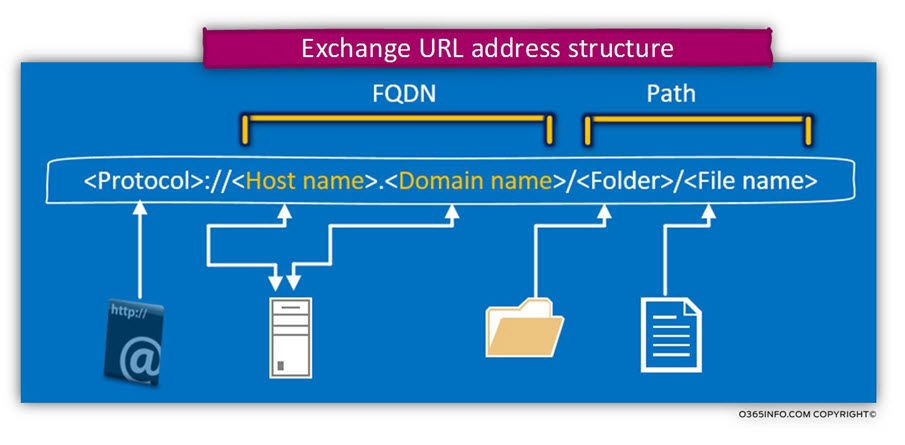 Exchange URL address structure
FQDN Path
<Protocol>://<Host name>.<Domain name>/<Folder>/<File name>
http://
@
O365INFO.COM COPYRIGHT©